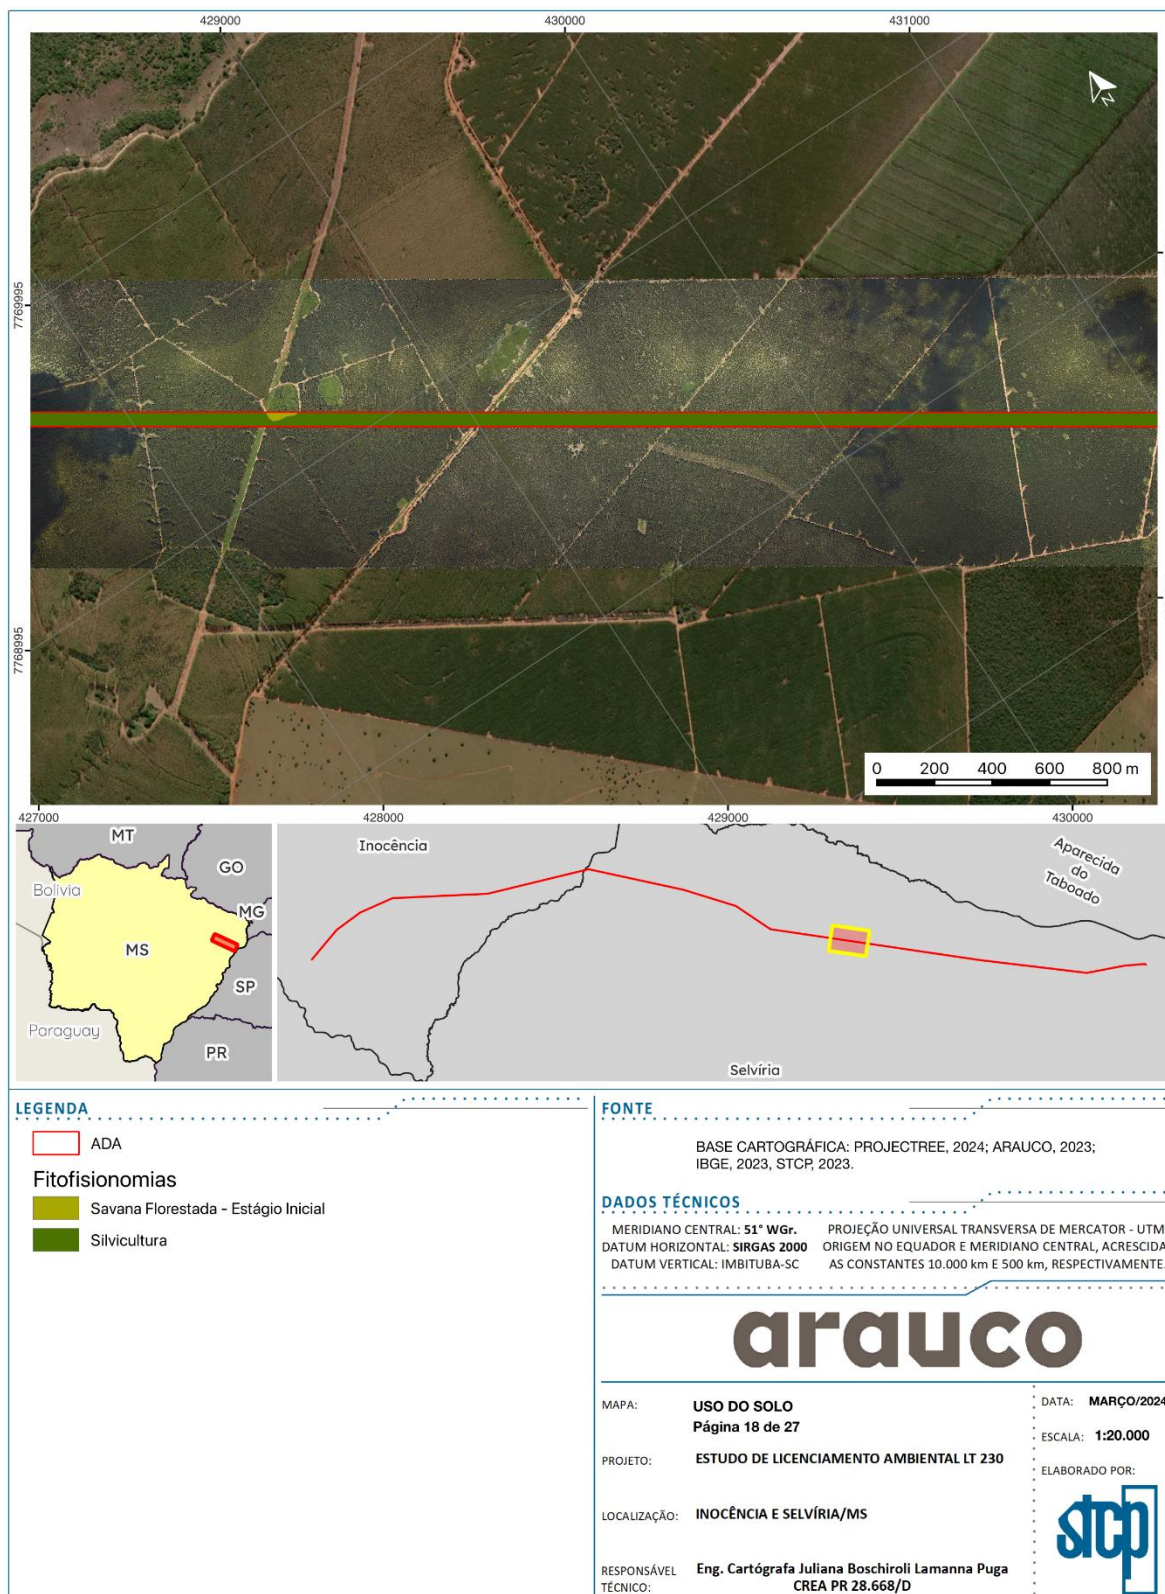 429000
430000
431000
7769995
7768995
N
0 200 400 600 800 m
427000
428000
429000
430000
MT
GO
Bolivia
MG
MS
SP
Paraguay
PR
Inocência
Aparecida
do
Taboado
Selvíria
LEGENDA
ADA
Fitofisionomias
Savana Florestada - Estágio Inicial
Silvicultura
FONTE
BASE CARTOGRÁFICA: PROJECTREE, 2024; ARAUCO, 2023;
IBGE, 2023, STCP, 2023.
DADOS TÉCNICOS
MERIDIANO CENTRAL: 51° WGr.
DATUM HORIZONTAL: SIRGAS 2000
DATUM VERTICAL: IMBITUBA-SC
PROJEÇÃO UNIVERSAL TRANSVERSA DE MERCATOR - UTM
ORIGEM NO EQUADOR E MERIDIANO CENTRAL, ACRESCIDA
AS CONSTANTES 10.000 km E 500 km, RESPECTIVAMENTE.
arauco
MAPA: USO DO SOLO
Página 18 de 27
PROJETO: ESTUDO DE LICENCIAMENTO AMBIENTAL LT 230
LOCALIZAÇÃO: INOCÊNCIA E SELVÍRIA/MS
RESPONSÁVEL TÉCNICO: Eng. Cartógrafa Juliana Boschiroli Lamanna Puga
CREA PR 28.668/D
DATA: MARÇO/2024
ESCALA: 1:20.000
ELABORADO POR:
stcp